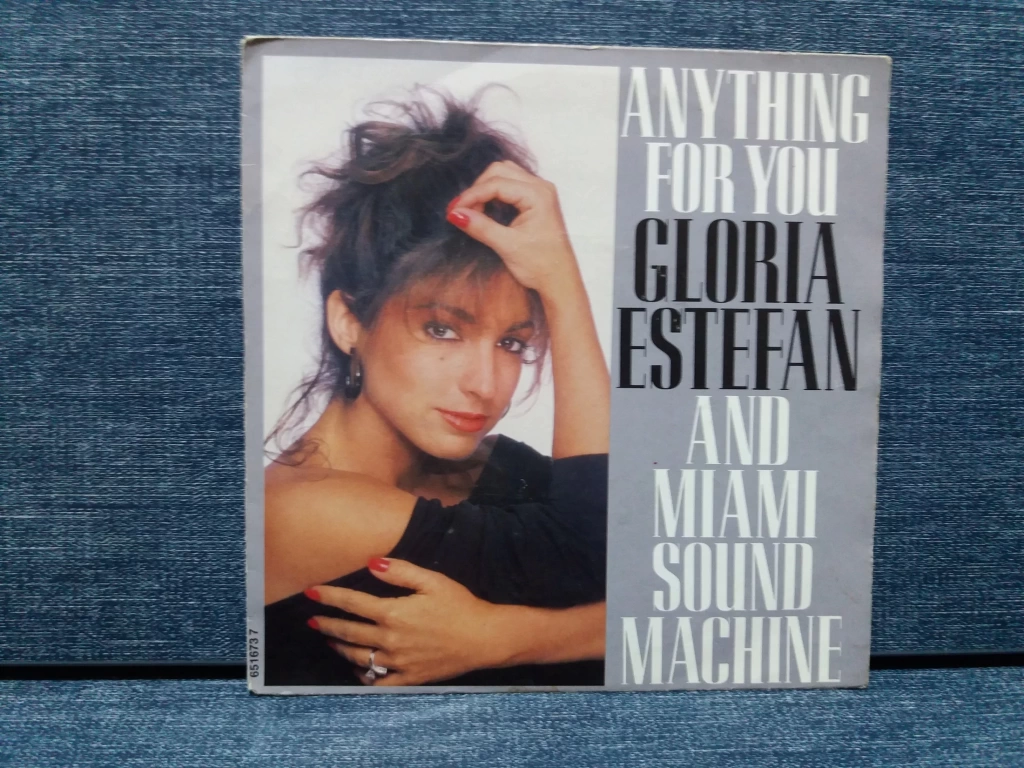 ANYTHING
FOR YOU
GLORIA
ESTEFAN
AND
MIAMI
SOUND
MACHINE
651673 7